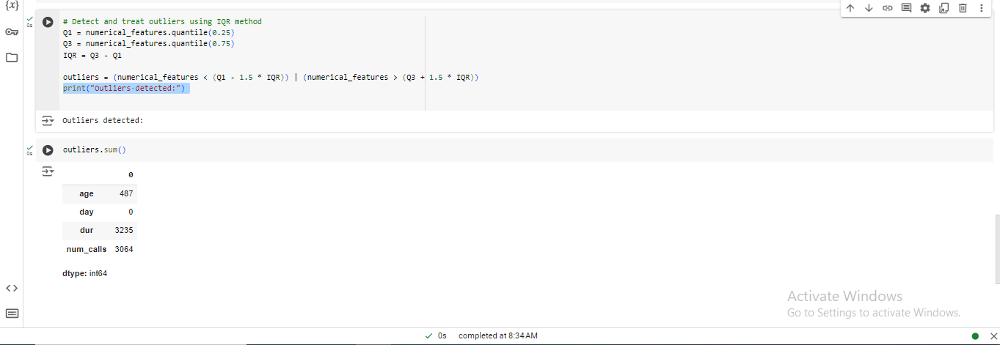 {x}
0s
# Detect and treat outliers using IQR method
Q1 = numerical_features.quantile(0.25)
Q3 = numerical_features.quantile(0.75)
IQR = Q3 - Q1
outliers = (numerical_features < (Q1 - 1.5 * IQR)) | (numerical_features > (Q3 + 1.5 * IQR))
print("Outliers detected:")
Outliers detected:
0s
outliers.sum()
0
age 487
day 0
dur 3235
num_calls 3064
dtype: int64
Activate Windows
Go to Settings to activate Windows.
0s completed at 8:34 AM